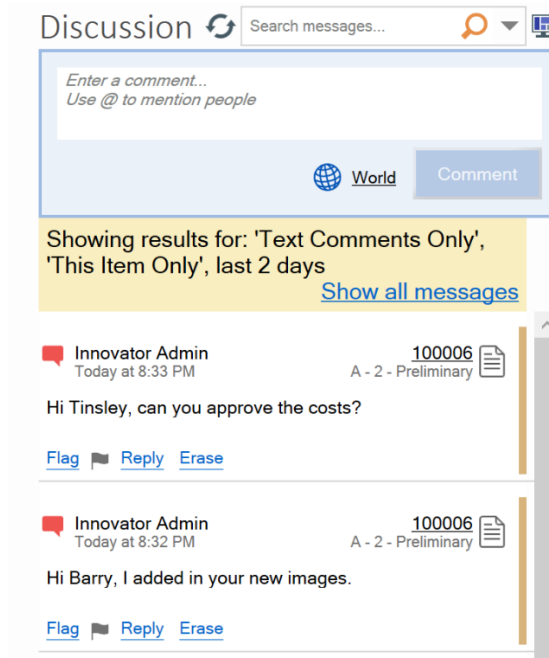 Discussion
Search messages...
Enter a comment...
Use @ to mention people
World
Comment
Showing results for: 'Text Comments Only',
'This Item Only', last 2 days
Show all messages
Innovator Admin
100006
Today at 8:33 PM
A - 2 - Preliminary
Hi Tinsley, can you approve the costs?
Flag Reply Erase
Innovator Admin
100006
Today at 8:32 PM
A - 2 - Preliminary
Hi Barry, I added in your new images.
Flag Reply Erase